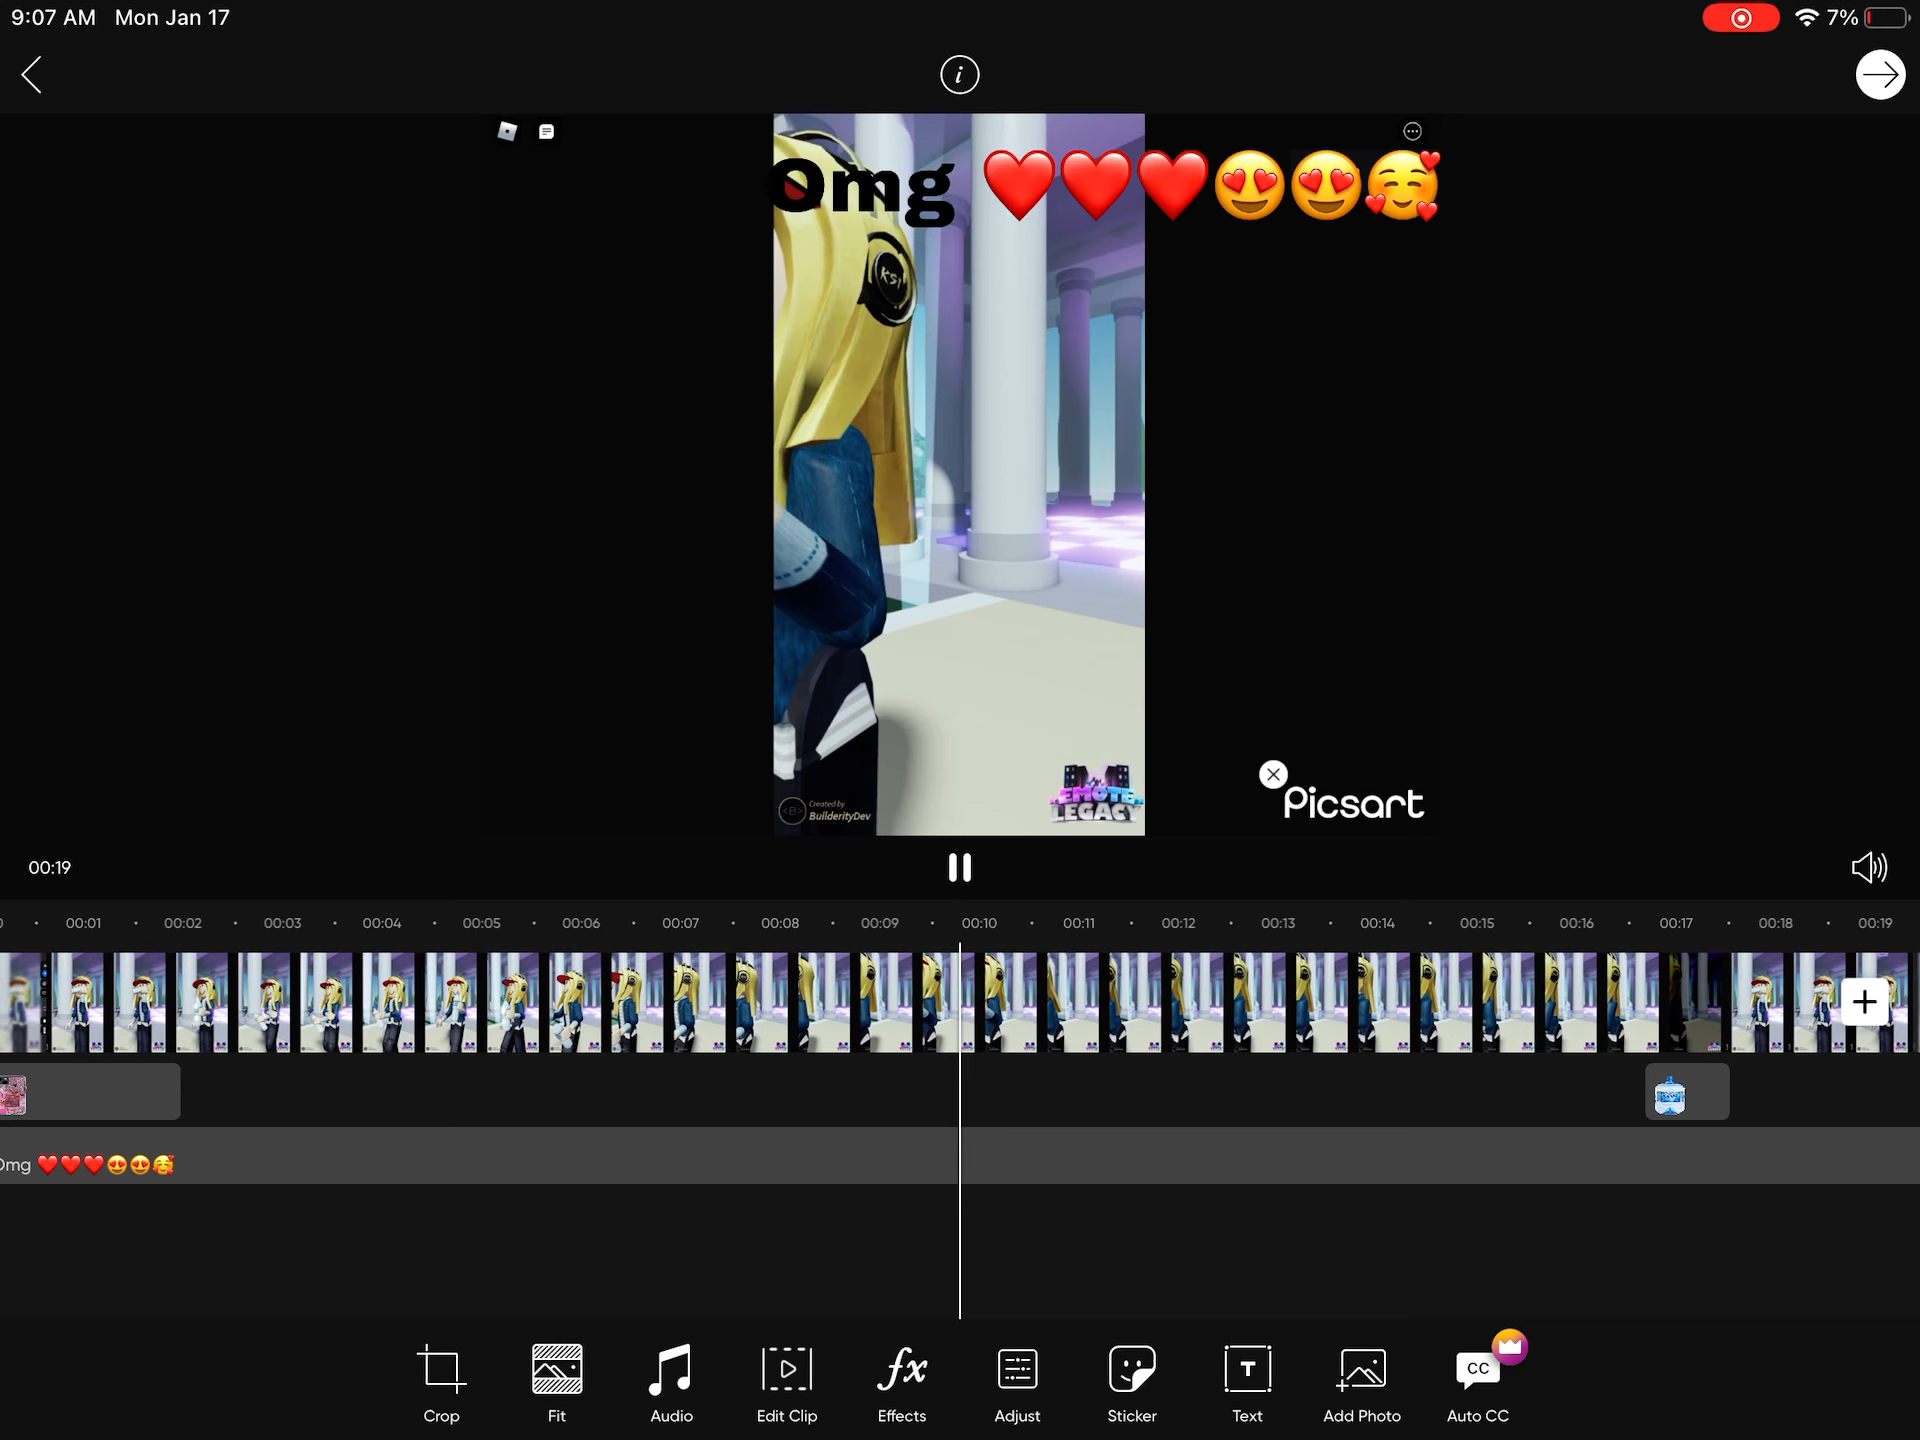 9:07 AM Mon Jan 17
7%
i
Omg ❤️❤️❤️😍😍🥰
KSI
Created by
BuilderityDev
EMOTE
LEGACY
Picsart
00:19
00:01 00:02 00:03 00:04 00:05 00:06 00:07 00:08 00:09 00:10 00:11 00:12 00:13 00:14 00:15 00:16 00:17 00:18 00:19
Omg ❤️❤️❤️😍😍🥰
fx
T
CC
Crop Fit Audio Edit Clip Effects Adjust Sticker Text Add Photo Auto CC